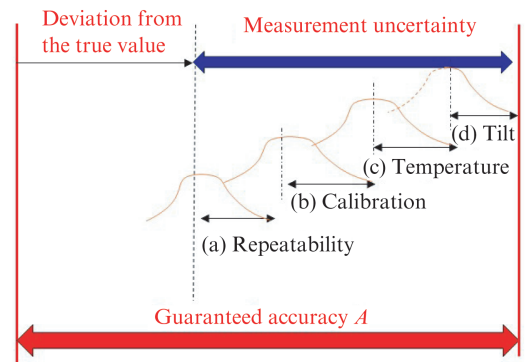 Deviation from
the true value
Measurement uncertainty
(d) Tilt
(c) Temperature
(b) Calibration
(a) Repeatability
Guaranteed accuracy A